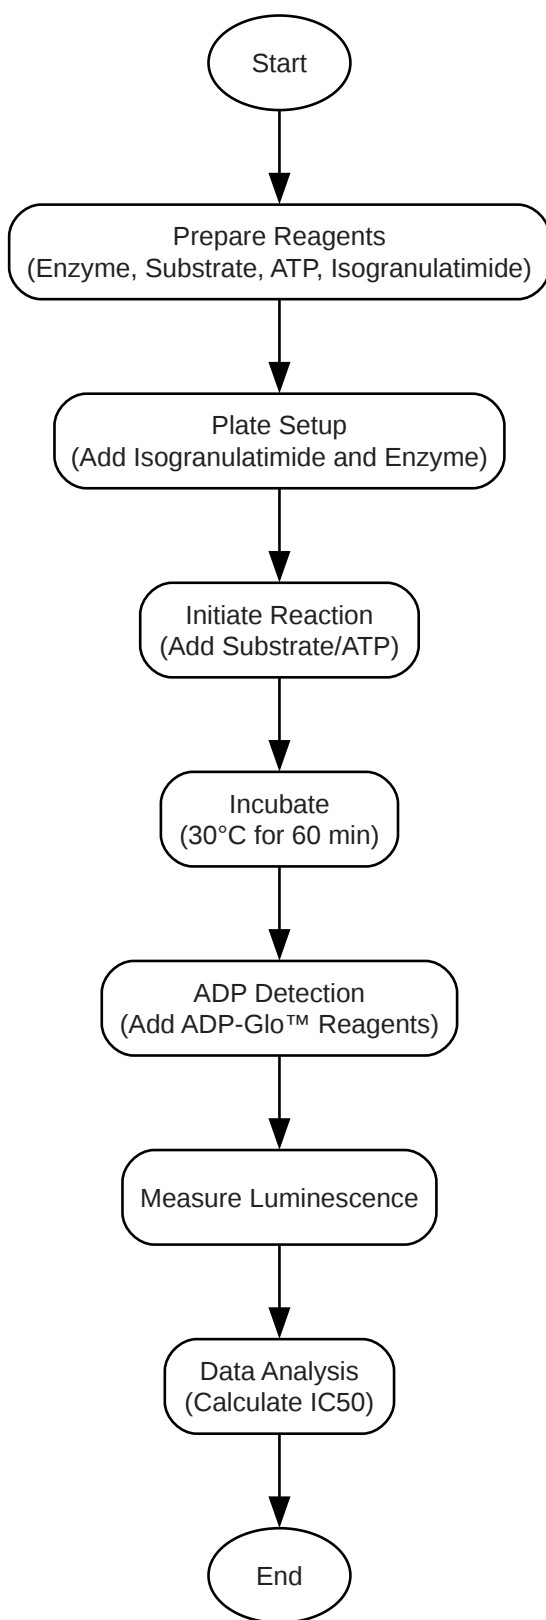 Start
Prepare Reagents
(Enzyme, Substrate, ATP, Isogranulatimide)
Plate Setup
(Add Isogranulatimide and Enzyme)
Initiate Reaction
(Add Substrate/ATP)
Incubate
(30°C for 60 min)
ADP Detection
(Add ADP-Glo™ Reagents)
Measure Luminescence
Data Analysis
(Calculate IC50)
End